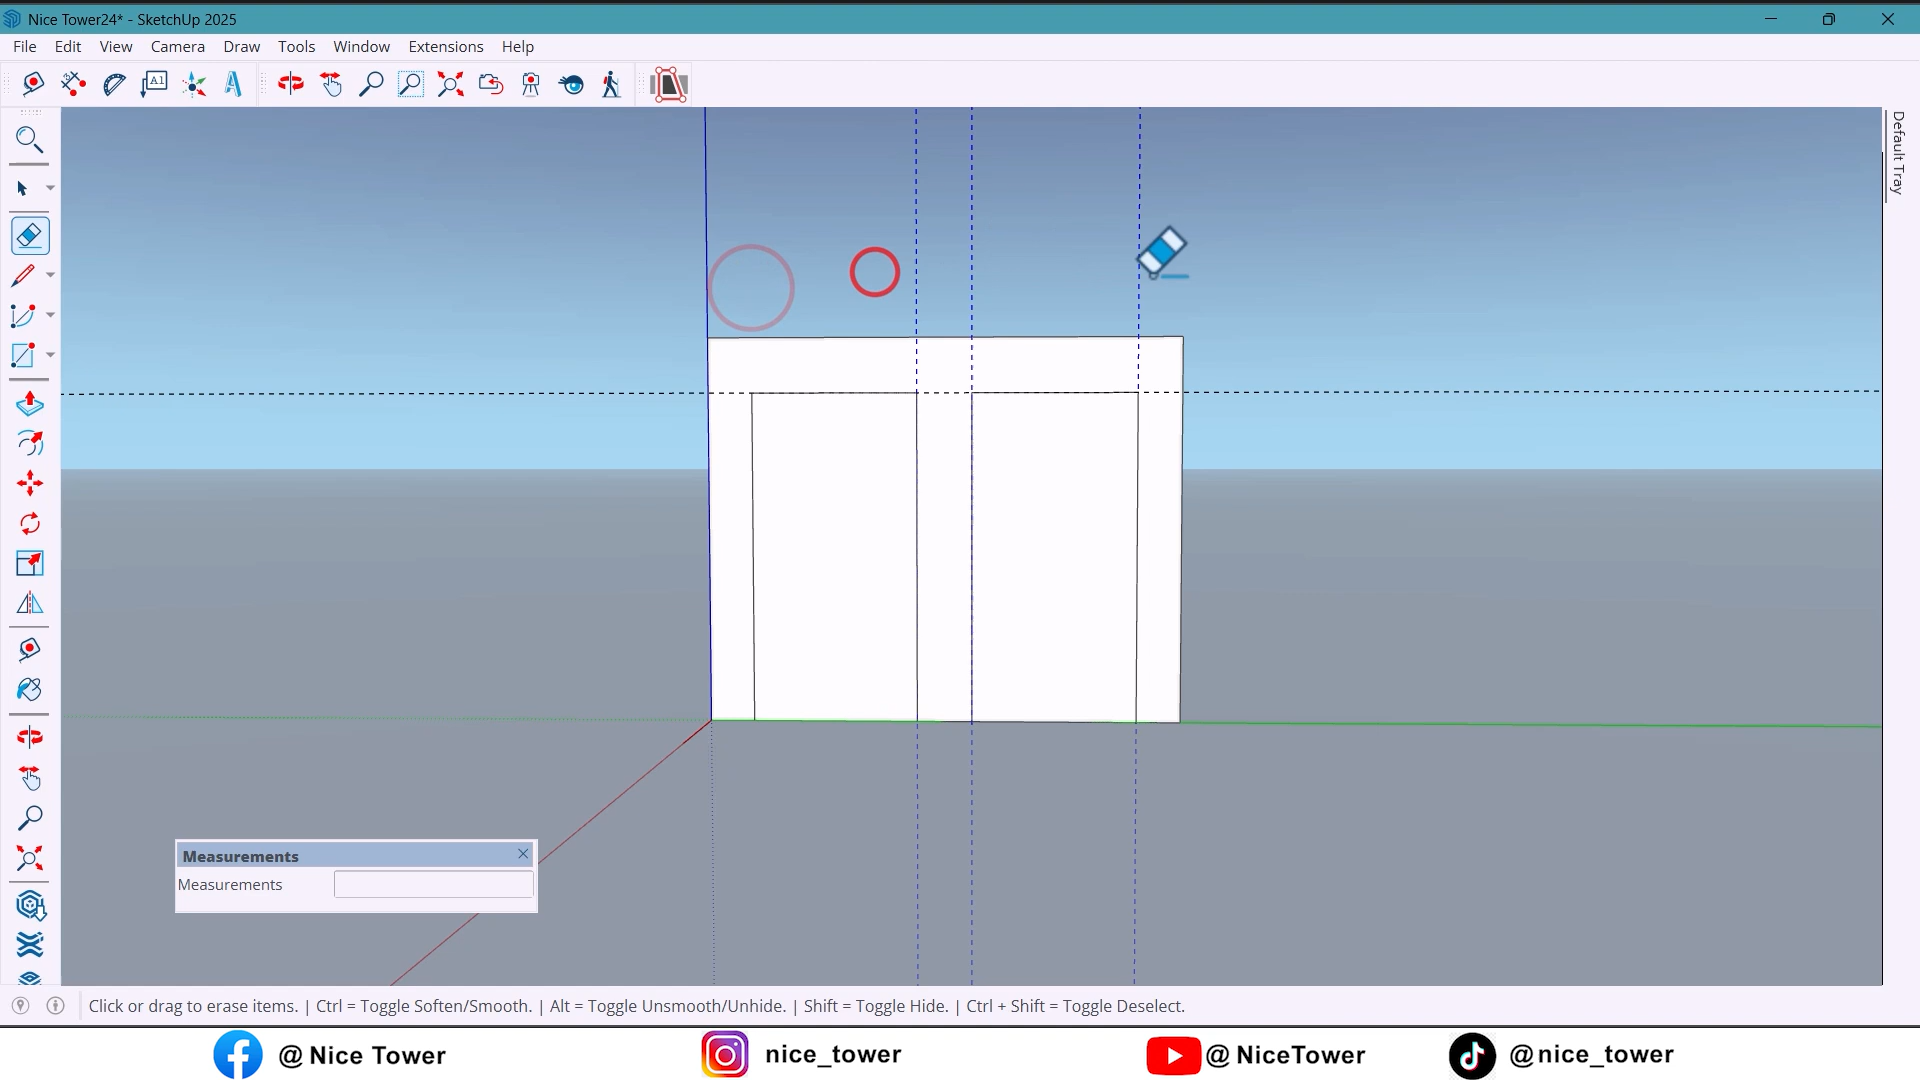 Nice Tower24* - SketchUp 2025
File Edit View Camera Draw Tools Window Extensions Help
A1
Default Tray
Measurements
Measurements
Click or drag to erase items. | Ctrl = Toggle Soften/Smooth. | Alt = Toggle Unsmooth/Unhide. | Shift = Toggle Hide. | Ctrl + Shift = Toggle Deselect.
@ Nice Tower nice_tower @ NiceTower @nice_tower